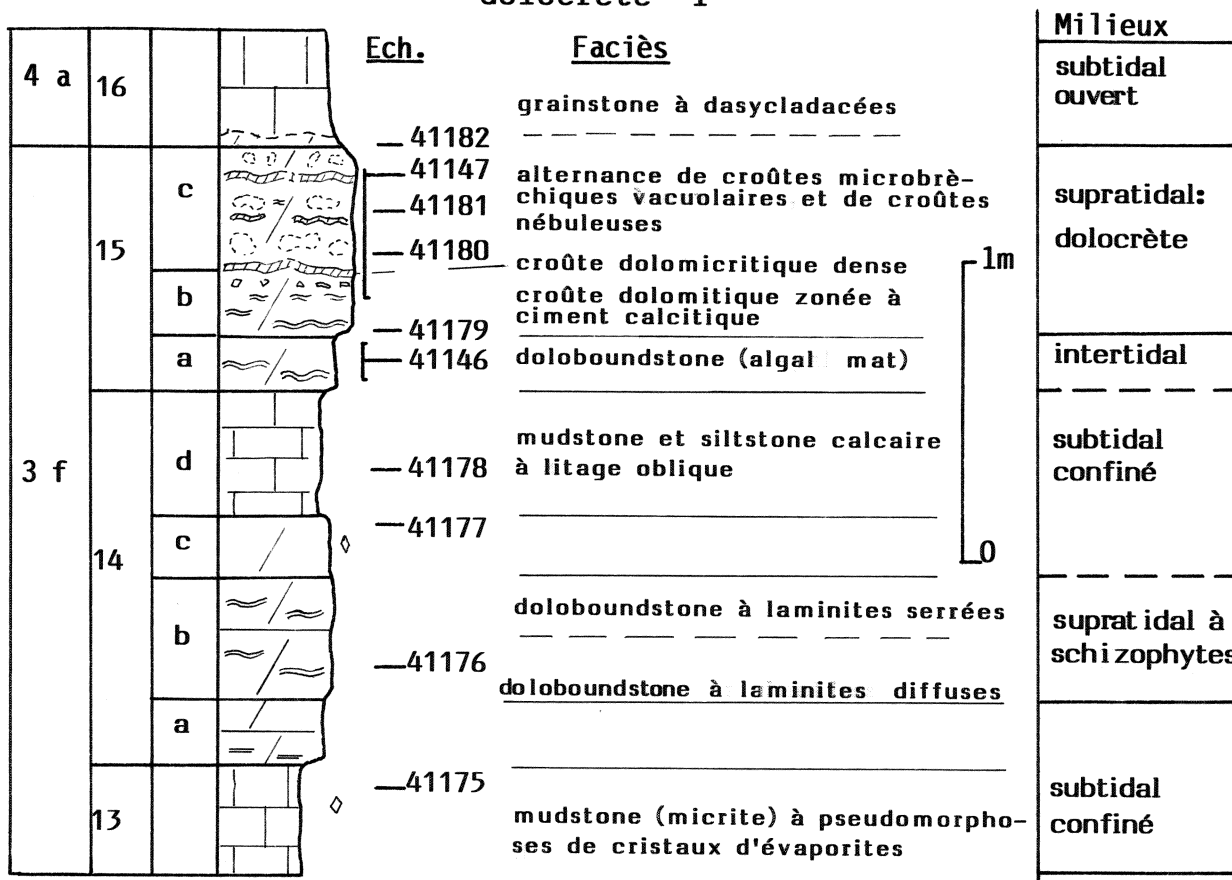 dolocrète 1
Ech.
Faciès
Milieux
4 a
16
grainstone à dasycladacées
subtidal
ouvert
41182
41147
41181
41180
15
c
alternance de croûtes microbrè-
chiques vacuolaires et de croûtes
nébuleuses
supratidal:
dolocrète
croûte dolomicritique dense
1m
b
croûte dolomitique zonée à
ciment calcitique
41179
a
41146
doloboundstone (algal mat)
intertidal
3 f
d
41178
mudstone et siltstone calcaire
à litage oblique
subtidal
confiné
14
c
41177
0
b
doloboundstone à laminites serrées
supratidal à
schizophytes
41176
doloboundstone à laminites diffuses
a
13
41175
mudstone (micrite) à pseudomorpho-
ses de cristaux d'évaporites
subtidal
confiné